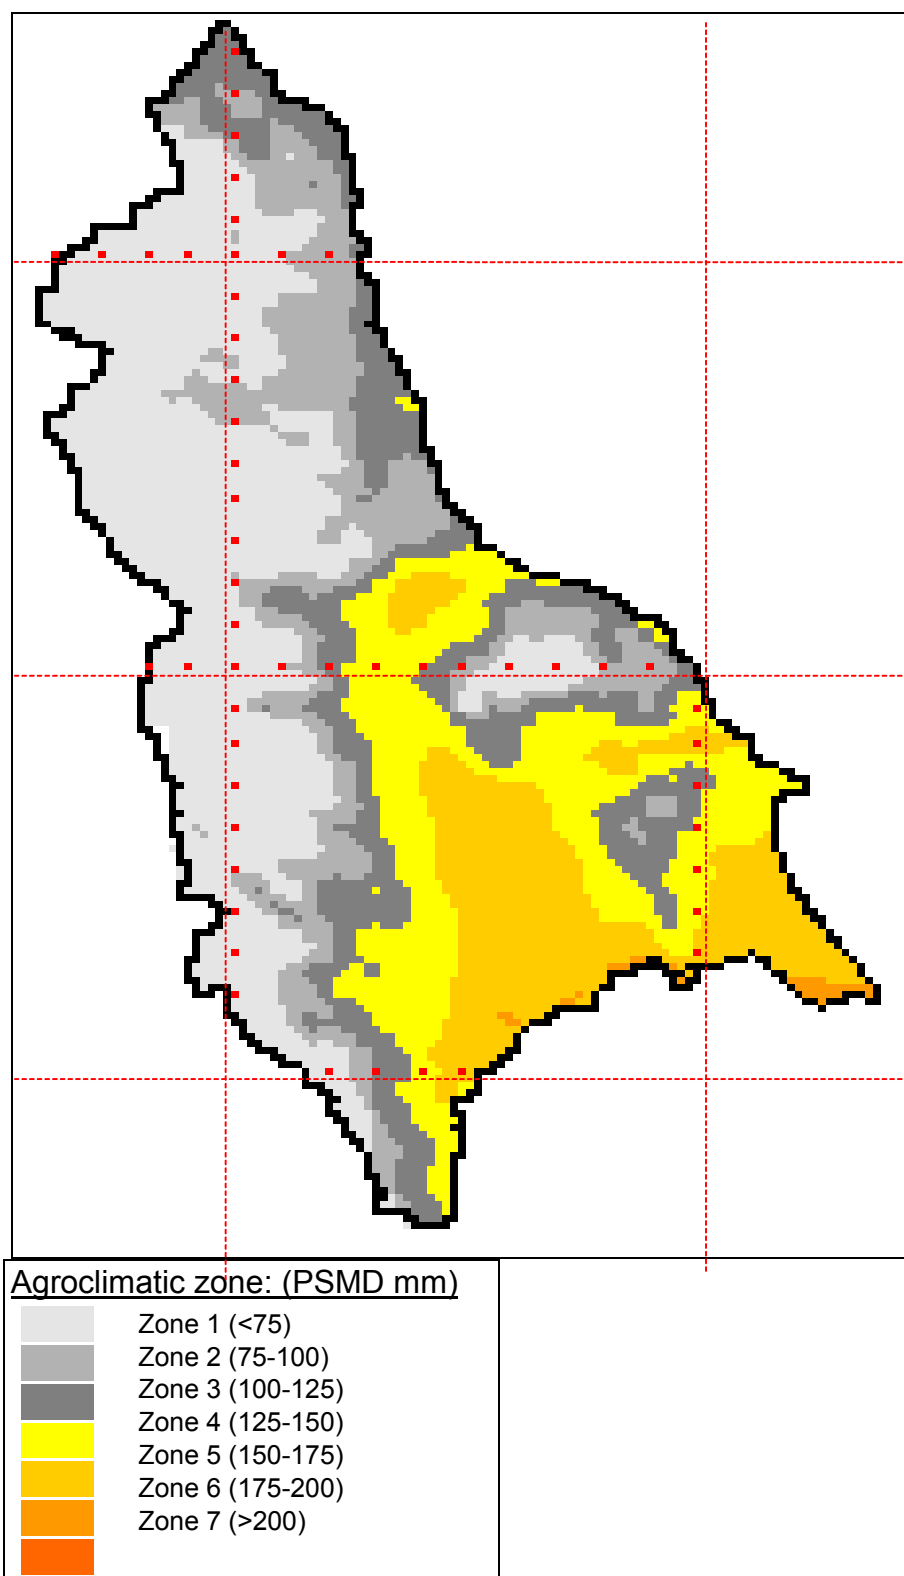 Agroclimatic zone: (PSMD mm)
Zone 1 (<75)
Zone 2 (75-100)
Zone 3 (100-125)
Zone 4 (125-150)
Zone 5 (150-175)
Zone 6 (175-200)
Zone 7 (>200)